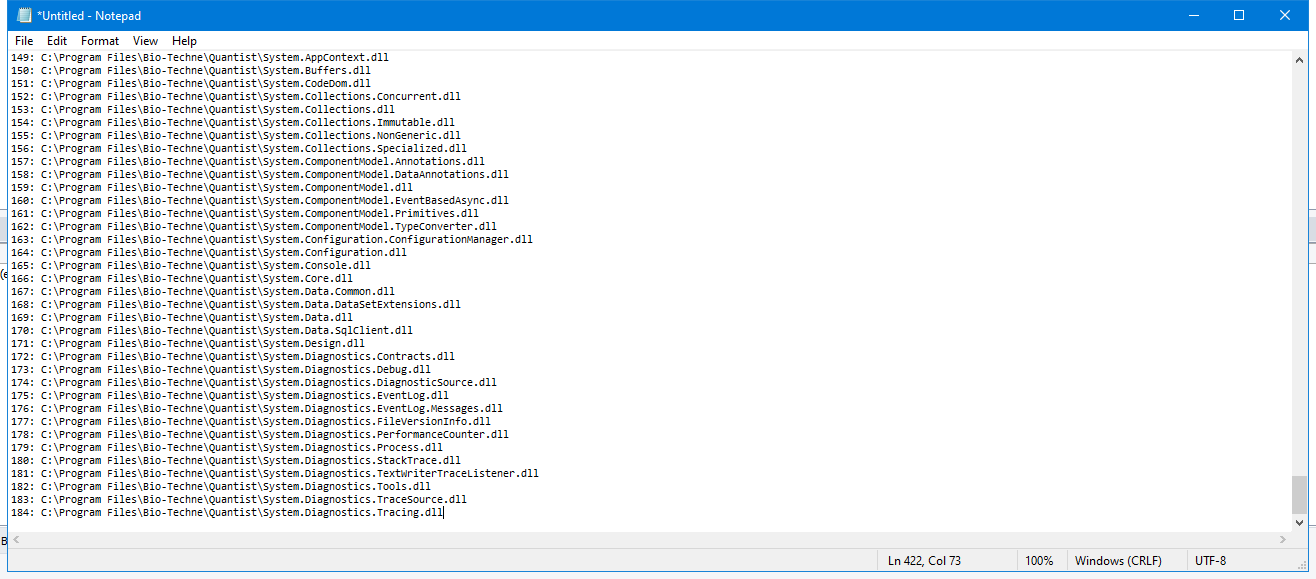 *Untitled - Notepad
File Edit Format View Help
149: C:\Program Files\Bio-Techne\Quantist\System.AppContext.dll
150: C:\Program Files\Bio-Techne\Quantist\System.Buffers.dll
151: C:\Program Files\Bio-Techne\Quantist\System.CodeDom.dll
152: C:\Program Files\Bio-Techne\Quantist\System.Collections.Concurrent.dll
153: C:\Program Files\Bio-Techne\Quantist\System.Collections.dll
154: C:\Program Files\Bio-Techne\Quantist\System.Collections.Immutable.dll
155: C:\Program Files\Bio-Techne\Quantist\System.Collections.NonGeneric.dll
156: C:\Program Files\Bio-Techne\Quantist\System.Collections.Specialized.dll
157: C:\Program Files\Bio-Techne\Quantist\System.ComponentModel.Annotations.dll
158: C:\Program Files\Bio-Techne\Quantist\System.ComponentModel.DataAnnotations.dll
159: C:\Program Files\Bio-Techne\Quantist\System.ComponentModel.dll
160: C:\Program Files\Bio-Techne\Quantist\System.ComponentModel.EventBasedAsync.dll
161: C:\Program Files\Bio-Techne\Quantist\System.ComponentModel.Primitives.dll
162: C:\Program Files\Bio-Techne\Quantist\System.ComponentModel.TypeConverter.dll
163: C:\Program Files\Bio-Techne\Quantist\System.Configuration.ConfigurationManager.dll
164: C:\Program Files\Bio-Techne\Quantist\System.Configuration.dll
165: C:\Program Files\Bio-Techne\Quantist\System.Console.dll
166: C:\Program Files\Bio-Techne\Quantist\System.Core.dll
167: C:\Program Files\Bio-Techne\Quantist\System.Data.Common.dll
168: C:\Program Files\Bio-Techne\Quantist\System.Data.DataSetExtensions.dll
169: C:\Program Files\Bio-Techne\Quantist\System.Data.dll
170: C:\Program Files\Bio-Techne\Quantist\System.Data.SqlClient.dll
171: C:\Program Files\Bio-Techne\Quantist\System.Design.dll
172: C:\Program Files\Bio-Techne\Quantist\System.Diagnostics.Contracts.dll
173: C:\Program Files\Bio-Techne\Quantist\System.Diagnostics.Debug.dll
174: C:\Program Files\Bio-Techne\Quantist\System.Diagnostics.DiagnosticSource.dll
175: C:\Program Files\Bio-Techne\Quantist\System.Diagnostics.EventLog.dll
176: C:\Program Files\Bio-Techne\Quantist\System.Diagnostics.EventLog.Messages.dll
177: C:\Program Files\Bio-Techne\Quantist\System.Diagnostics.FileVersionInfo.dll
178: C:\Program Files\Bio-Techne\Quantist\System.Diagnostics.PerformanceCounter.dll
179: C:\Program Files\Bio-Techne\Quantist\System.Diagnostics.Process.dll
180: C:\Program Files\Bio-Techne\Quantist\System.Diagnostics.StackTrace.dll
181: C:\Program Files\Bio-Techne\Quantist\System.Diagnostics.TextWriterTraceListener.dll
182: C:\Program Files\Bio-Techne\Quantist\System.Diagnostics.Tools.dll
183: C:\Program Files\Bio-Techne\Quantist\System.Diagnostics.TraceSource.dll
184: C:\Program Files\Bio-Techne\Quantist\System.Diagnostics.Tracing.dll
Ln 422, Col 73 100% Windows (CRLF) UTF-8